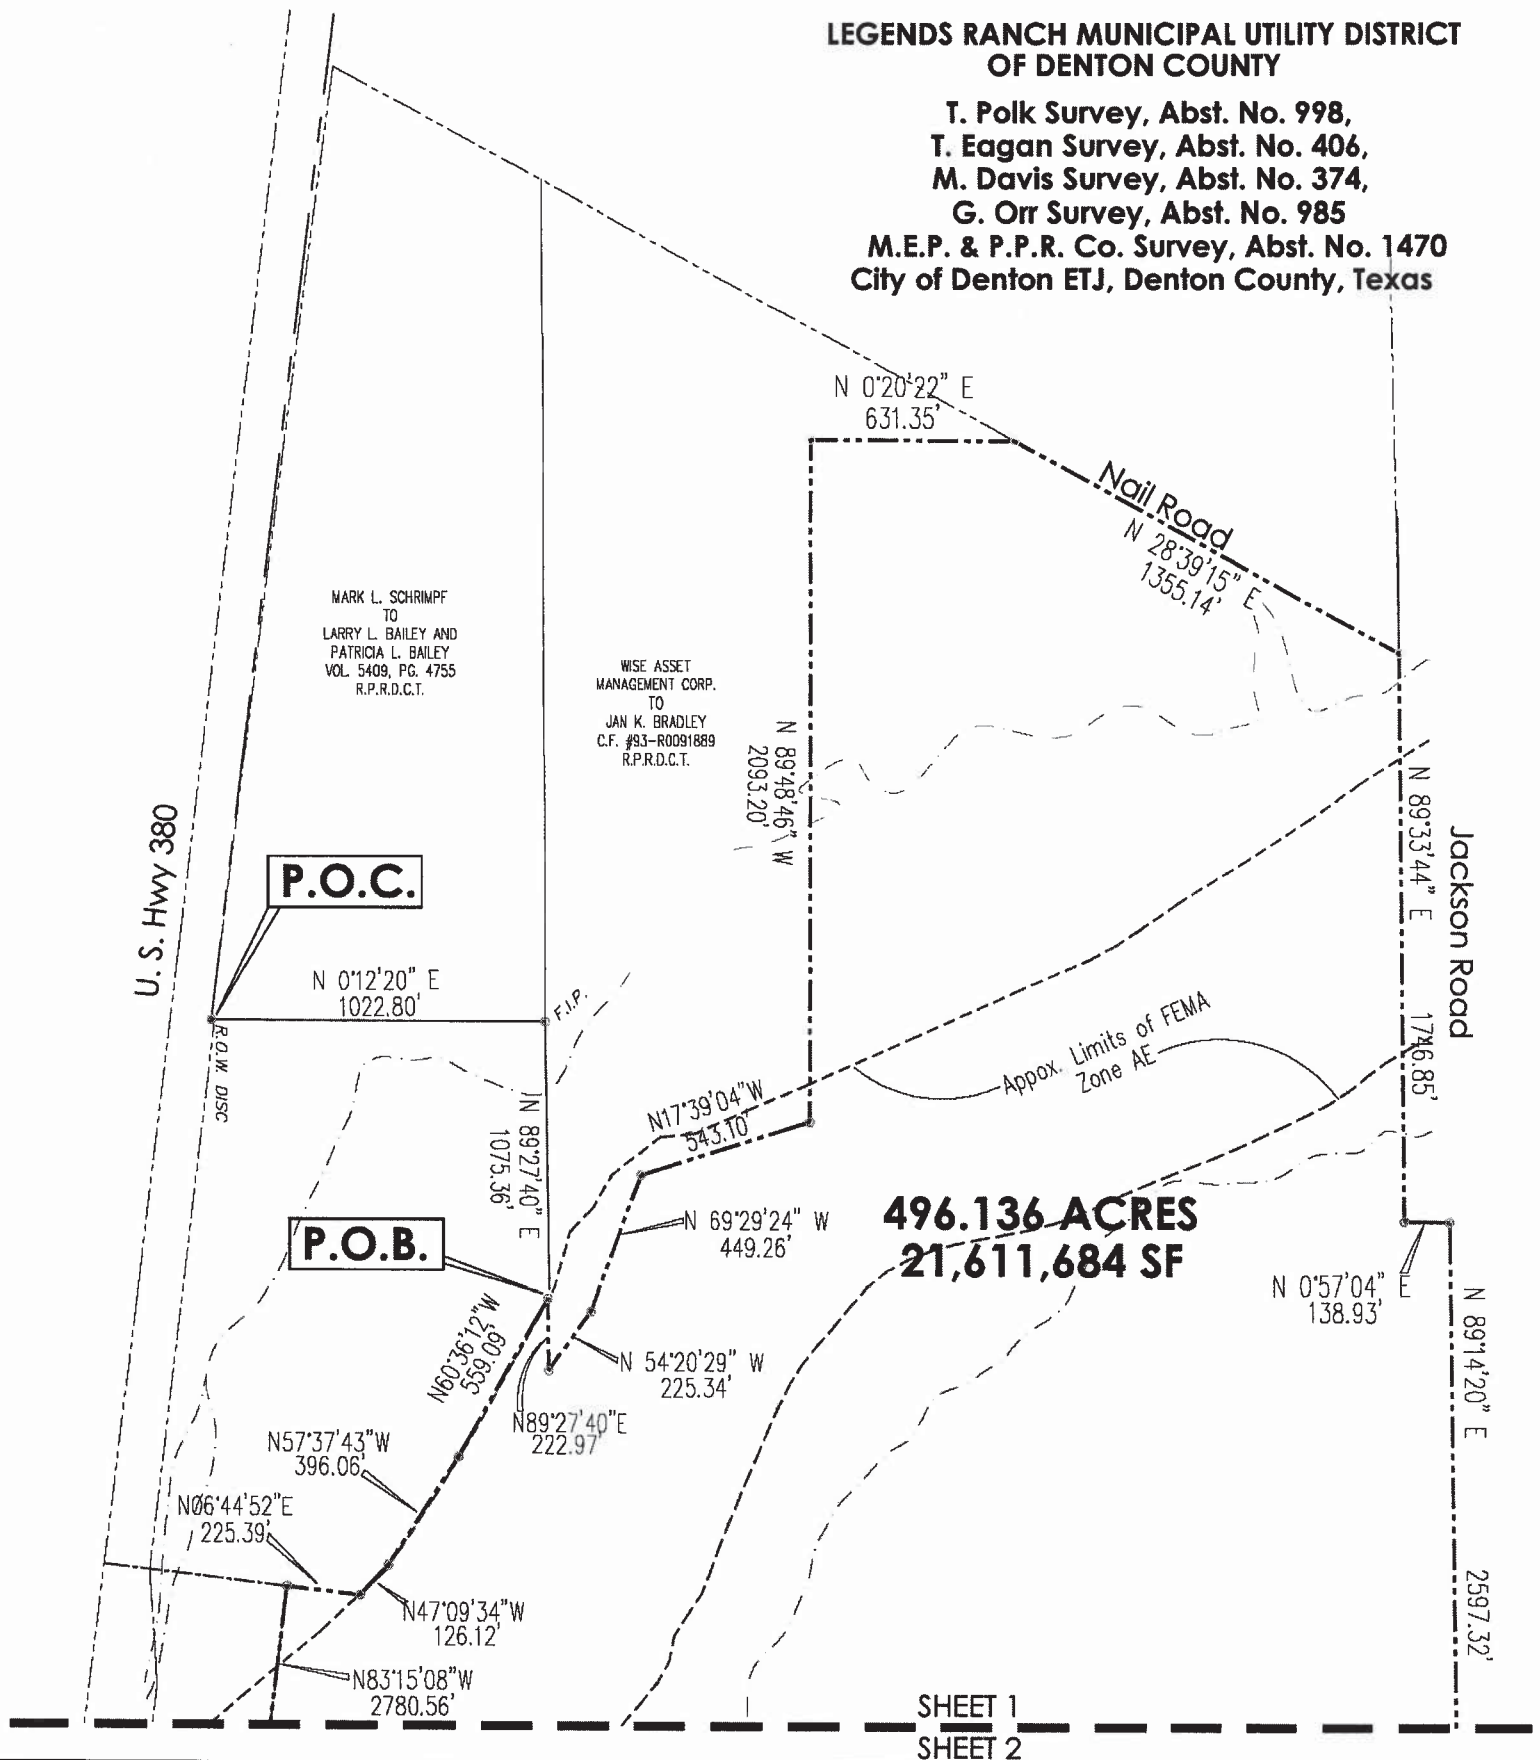 LEGENDS RANCH MUNICIPAL UTILITY DISTRICT
OF DENTON COUNTY
T. Polk Survey, Abst. No. 998,
T. Eagan Survey, Abst. No. 406,
M. Davis Survey, Abst. No. 374,
G. Orr Survey, Abst. No. 985
M.E.P. & P.P.R. Co. Survey, Abst. No. 1470
City of Denton ETJ, Denton County, Texas
N 0°20'22" E
631.35'
Nail Road
N 28°39'15" E
1355.14'
MARK L. SCHRIMPF
TO
LARRY L. BAILEY AND
PATRICIA L. BAILEY
VOL. 5409, PG. 4755
R.P.R.D.C.T.
WISE ASSET
MANAGEMENT CORP.
TO
JAN K. BRADLEY
C.F. #93-R0091889
R.P.R.D.C.T.
N 89°48'46" W
2093.20'
N 89°33'44" E
1746.85'
Jackson Road
U. S. Hwy 380
P.O.C.
N 0°12'20" E
1022.80'
F.I.P.
R.O.W. DISC
Appox. Limits of FEMA
Zone AE
N17°39'04"W
543.10'
N 89°27'40" E
1075.36'
N 69°29'24" W
449.26'
496.136 ACRES
21,611,684 SF
P.O.B.
N 0°57'04" E
138.93'
N 89°14'20" E
2597.32'
N60°36'12"W
559.09'
N 54°20'29" W
225.34'
N89°27'40"E
222.97'
N57°37'43"W
396.06'
N06°44'52"E
225.39'
N47°09'34"W
126.12'
N83°15'08"W
2780.56'
SHEET 1
SHEET 2